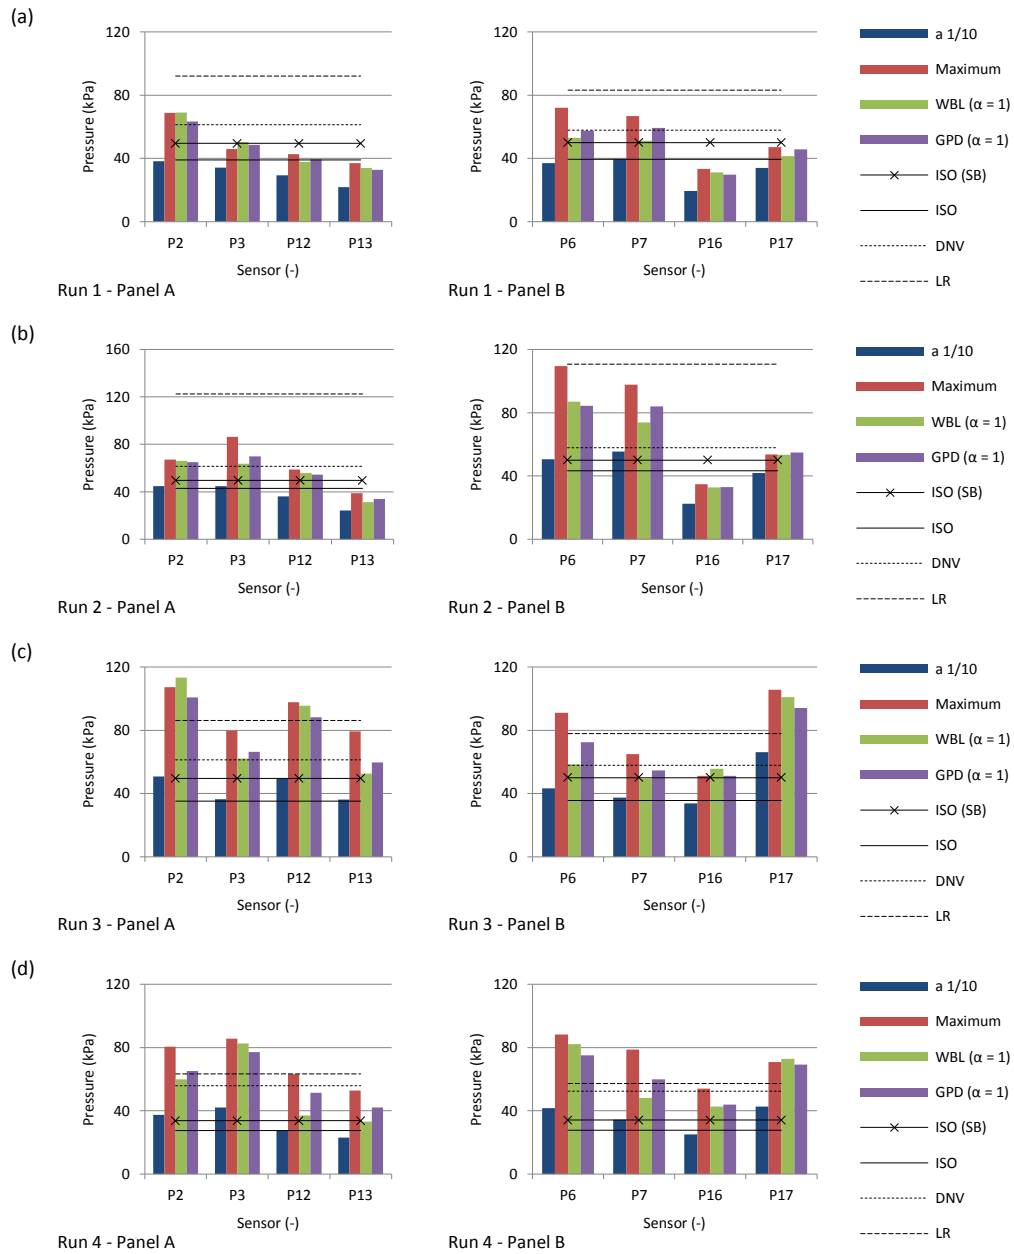 (a)
120
80
40
0
Pressure (kPa)
P2 P3 P12 P13
Sensor (-)
Run 1 - Panel A
120
80
40
0
Pressure (kPa)
P6 P7 P16 P17
Sensor (-)
Run 1 - Panel B
a 1/10
Maximum
WBL (α = 1)
GPD (α = 1)
ISO (SB)
ISO
DNV
LR
(b)
160
120
80
40
0
Pressure (kPa)
P2 P3 P12 P13
Sensor (-)
Run 2 - Panel A
120
80
40
0
Pressure (kPa)
P6 P7 P16 P17
Sensor (-)
Run 2 - Panel B
a 1/10
Maximum
WBL (α = 1)
GPD (α = 1)
ISO (SB)
ISO
DNV
LR
(c)
120
80
40
0
Pressure (kPa)
P2 P3 P12 P13
Sensor (-)
Run 3 - Panel A
120
80
40
0
Pressure (kPa)
P6 P7 P16 P17
Sensor (-)
Run 3 - Panel B
a 1/10
Maximum
WBL (α = 1)
GPD (α = 1)
ISO (SB)
ISO
DNV
LR
(d)
120
80
40
0
Pressure (kPa)
P2 P3 P12 P13
Sensor (-)
Run 4 - Panel A
120
80
40
0
Pressure (kPa)
P6 P7 P16 P17
Sensor (-)
Run 4 - Panel B
a 1/10
Maximum
WBL (α = 1)
GPD (α = 1)
ISO (SB)
ISO
DNV
LR